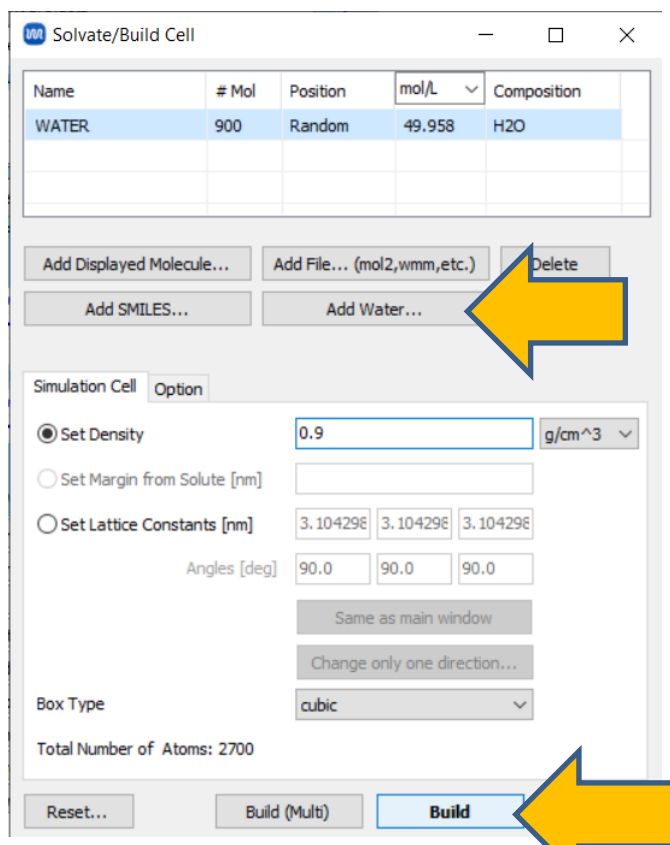 Solvate/Build Cell
Name # Mol Position mol/L Composition
WATER 900 Random 49.958 H2O
Add Displayed Molecule... Add File... (mol2,wmm,etc.) Delete
Add SMILES... Add Water...
Simulation Cell Option
Set Density 0.9 g/cm^3
Set Margin from Solute [nm]
Set Lattice Constants [nm] 3.104298 3.104298 3.104298
Angles [deg] 90.0 90.0 90.0
Same as main window
Change only one direction...
Box Type cubic
Total Number of Atoms: 2700
Reset... Build (Multi) Build